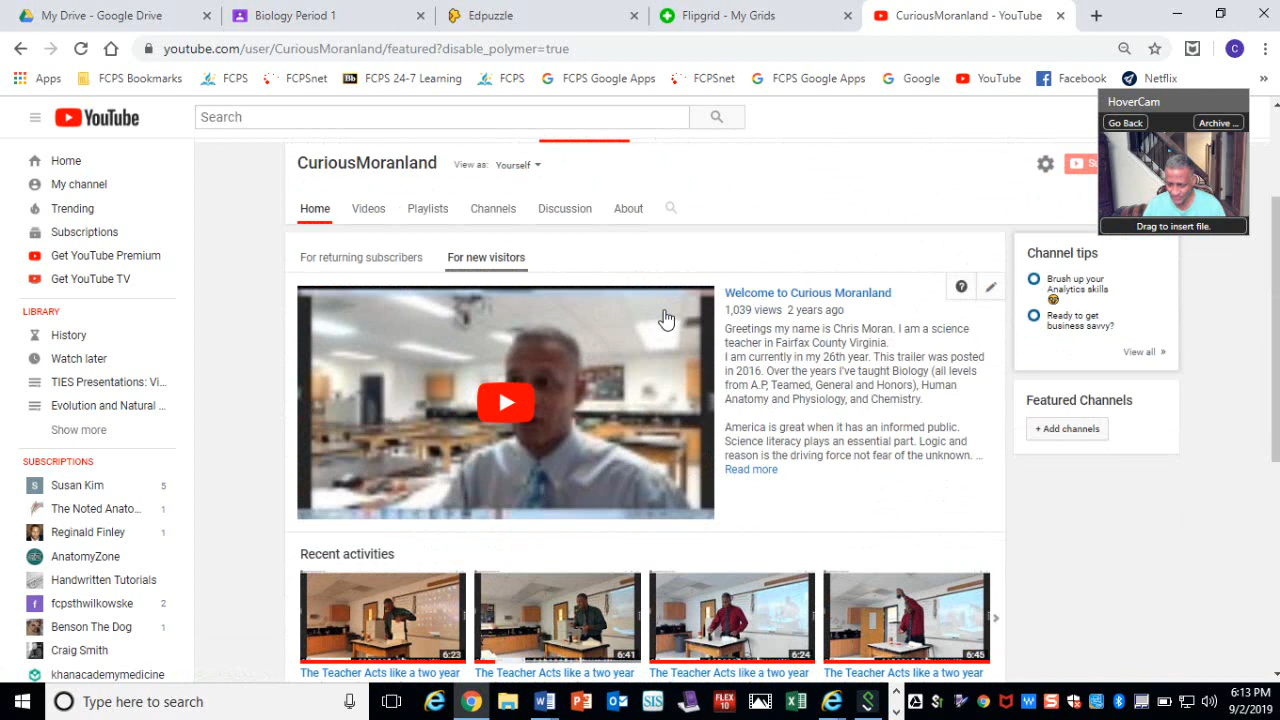 My Drive - Google Drive
Biology Period 1
Edpuzzle
Flipgrid - My Grids
CuriousMoranland - YouTube
youtube.com/user/CuriousMoranland/featured?disable_polymer=true
C
Apps
FCPS Bookmarks
FCPS
FCPSnet
Bb
FCPS 24-7 Learning
FCPS
FCPS Google Apps
FCPSnet
FCPS Google Apps
Google
YouTube
Facebook
Netflix
HoverCam
Go Back
Archive ...
Drag to insert file.
YouTube
Search
Home
My channel
Trending
Subscriptions
Get YouTube Premium
Get YouTube TV
LIBRARY
History
Watch later
TIES Presentations: Vi...
Evolution and Natural ...
Show more
SUBSCRIPTIONS
Susan Kim 5
The Noted Anato... 1
Reginald Finley 1
AnatomyZone
Handwritten Tutorials
fcpsthwilkowske 2
Benson The Dog 1
Craig Smith
khanacademymedicine
CuriousMoranland
View as: Yourself
Home
Videos
Playlists
Channels
Discussion
About
For returning subscribers
For new visitors
Welcome to Curious Moranland
1,039 views 2 years ago
Greetings my name is Chris Moran. I am a science
teacher in Fairfax County Virginia.
I am currently in my 26th year. This trailer was posted
in 2016. Over the years I've taught Biology (all levels
from A.P, Teamed, General and Honors), Human
Anatomy and Physiology, and Chemistry.
America is great when it has an informed public.
Science literacy plays an essential part. Logic and
reason is the driving force not fear of the unknown. ...
Read more
Channel tips
Brush up your
Analytics skills
Ready to get
business savvy?
View all »
Featured Channels
+ Add channels
Recent activities
6:23
6:41
6:24
6:45
The Teacher Acts like a two year
The Teacher Acts like a two year
The Teacher Acts like a two year
The Teacher Acts like a two year
Type here to search
SIS
FLEX
10
6:13 PM
9/2/2019